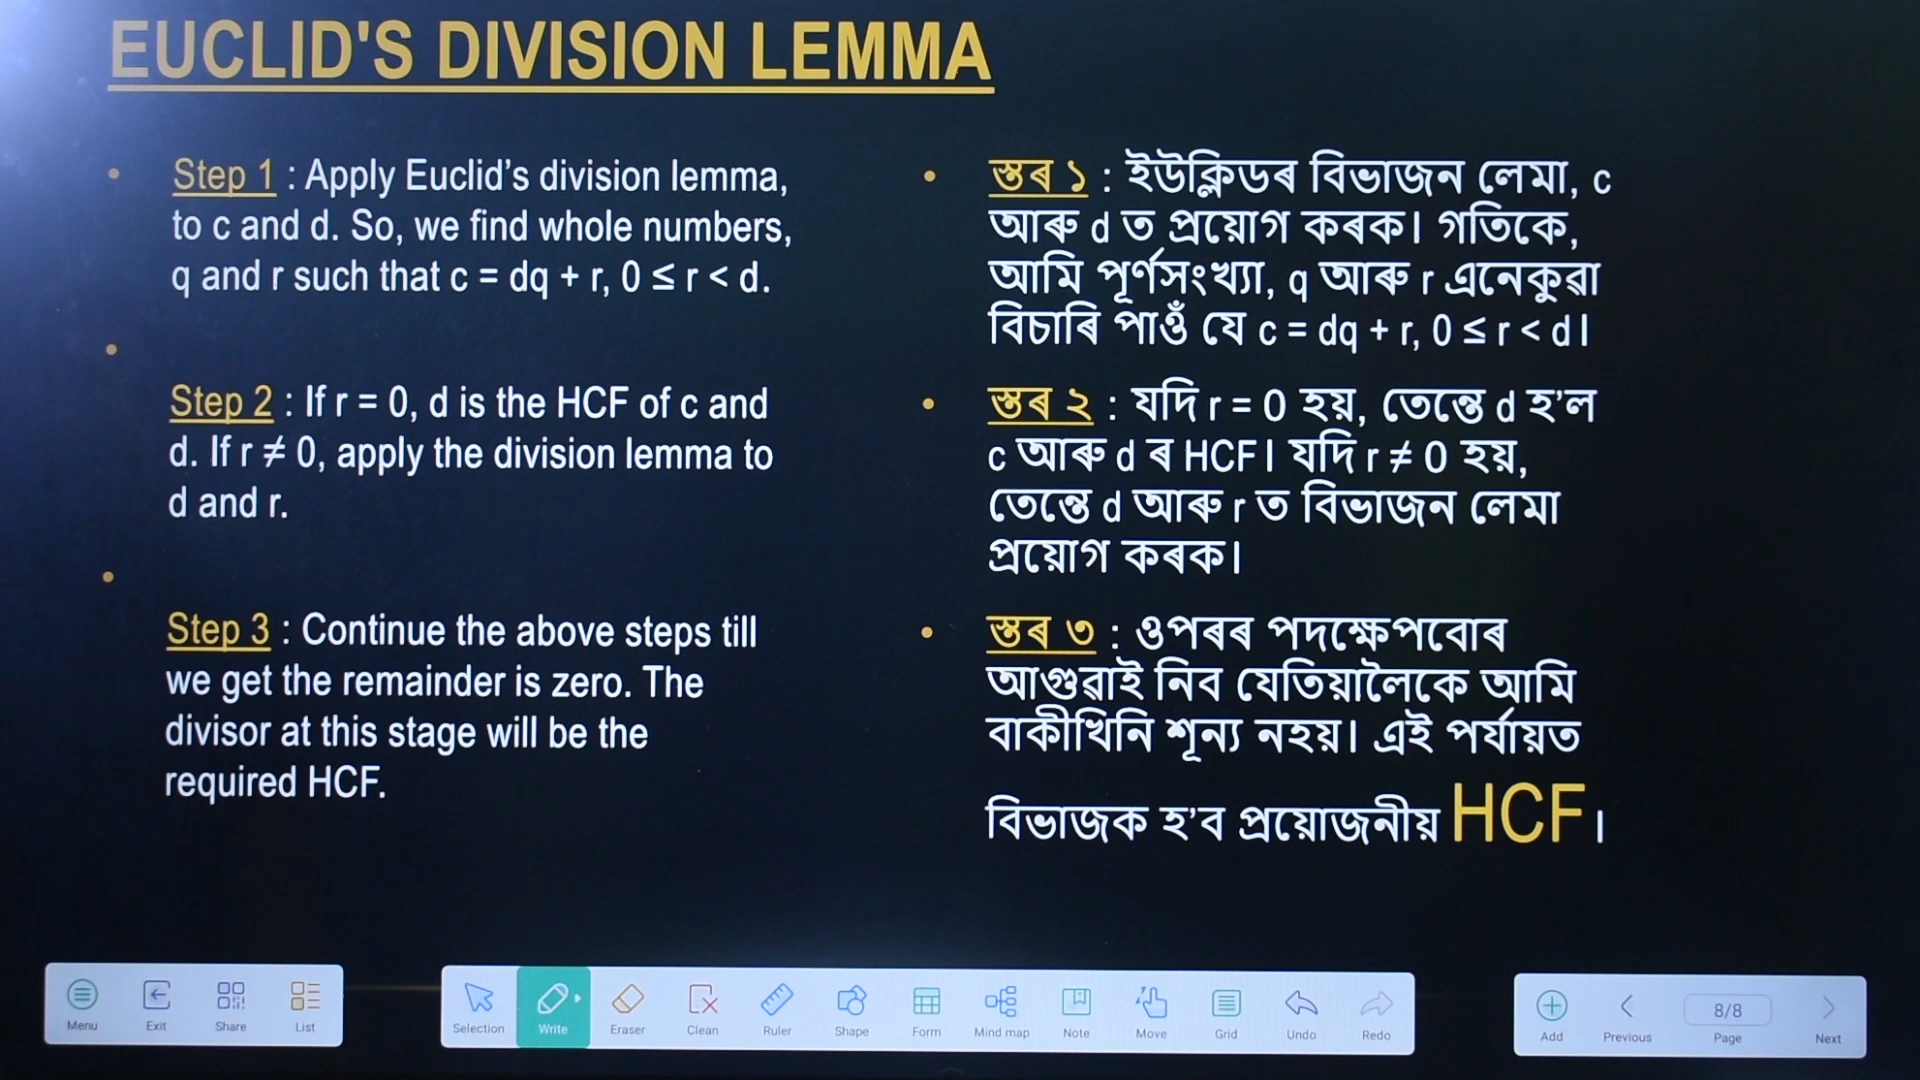 EUCLID'S DIVISION LEMMA
• Step 1 : Apply Euclid’s division lemma,
to c and d. So, we find whole numbers,
q and r such that c = dq + r, 0 ≤ r < d.
•
Step 2 : If r = 0, d is the HCF of c and
d. If r ≠ 0, apply the division lemma to
d and r.
•
Step 3 : Continue the above steps till
we get the remainder is zero. The
divisor at this stage will be the
required HCF.
• স্তৰ ১ : ইউক্লিডৰ বিভাজন লেমা, c
আৰু d ত প্ৰয়োগ কৰক। গতিকে,
আমি পূৰ্ণসংখ্যা, q আৰু r এনেকুৱা
বিচাৰি পাওঁ যে c = dq + r, 0 ≤ r < d।
• স্তৰ ২ : যদি r = 0 হয়, তেন্তে d হ’ল
c আৰু d ৰ HCF। যদি r ≠ 0 হয়,
তেন্তে d আৰু r ত বিভাজন লেমা
প্ৰয়োগ কৰক।
• স্তৰ ৩ : ওপৰৰ পদক্ষেপবোৰ
আগুৱাই নিব যেতিয়ালৈকে আমি
বাকীখিনি শূন্য নহয়। এই পৰ্যায়ত
বিভাজক হ’ব প্ৰয়োজনীয় HCF।
Menu Exit Share List
Selection Write Eraser Clean Ruler Shape Form Mind map Note Move Grid Undo Redo
8/8
Add Previous Page Next